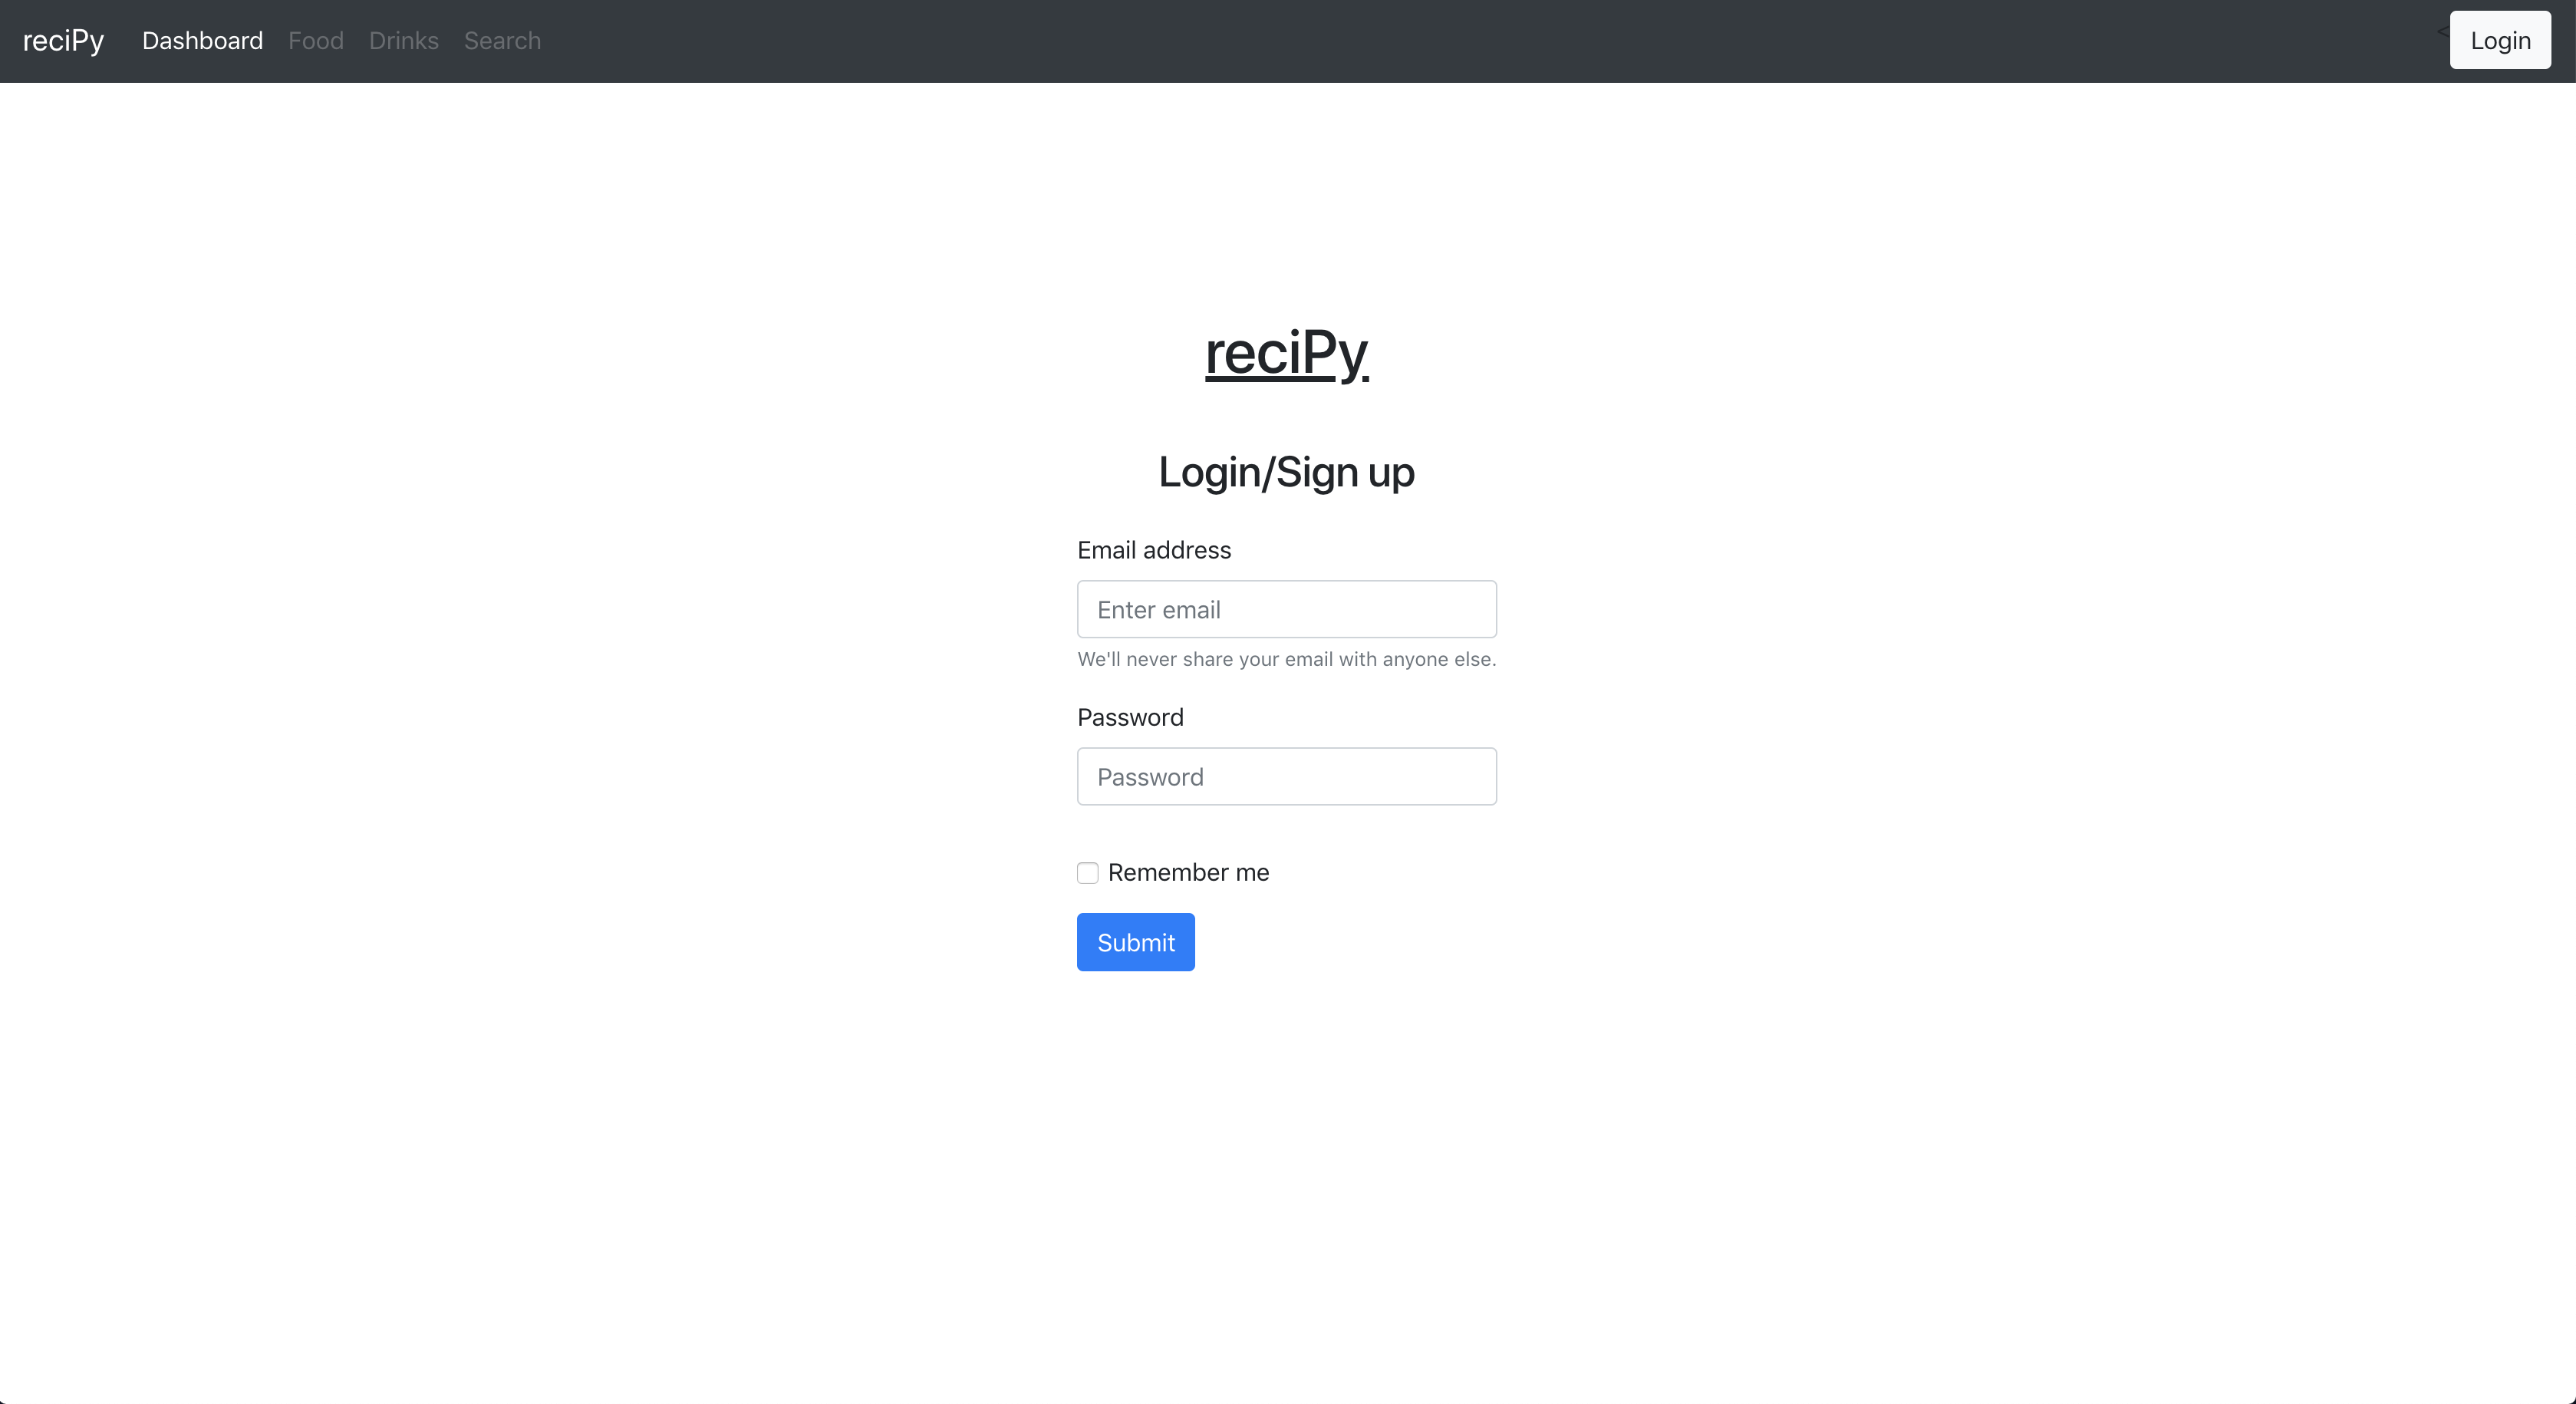 reciPy Dashboard Food Drinks Search < Login
reciPy
Login/Sign up
Email address
Enter email
We'll never share your email with anyone else.
Password
Password
Remember me
Submit